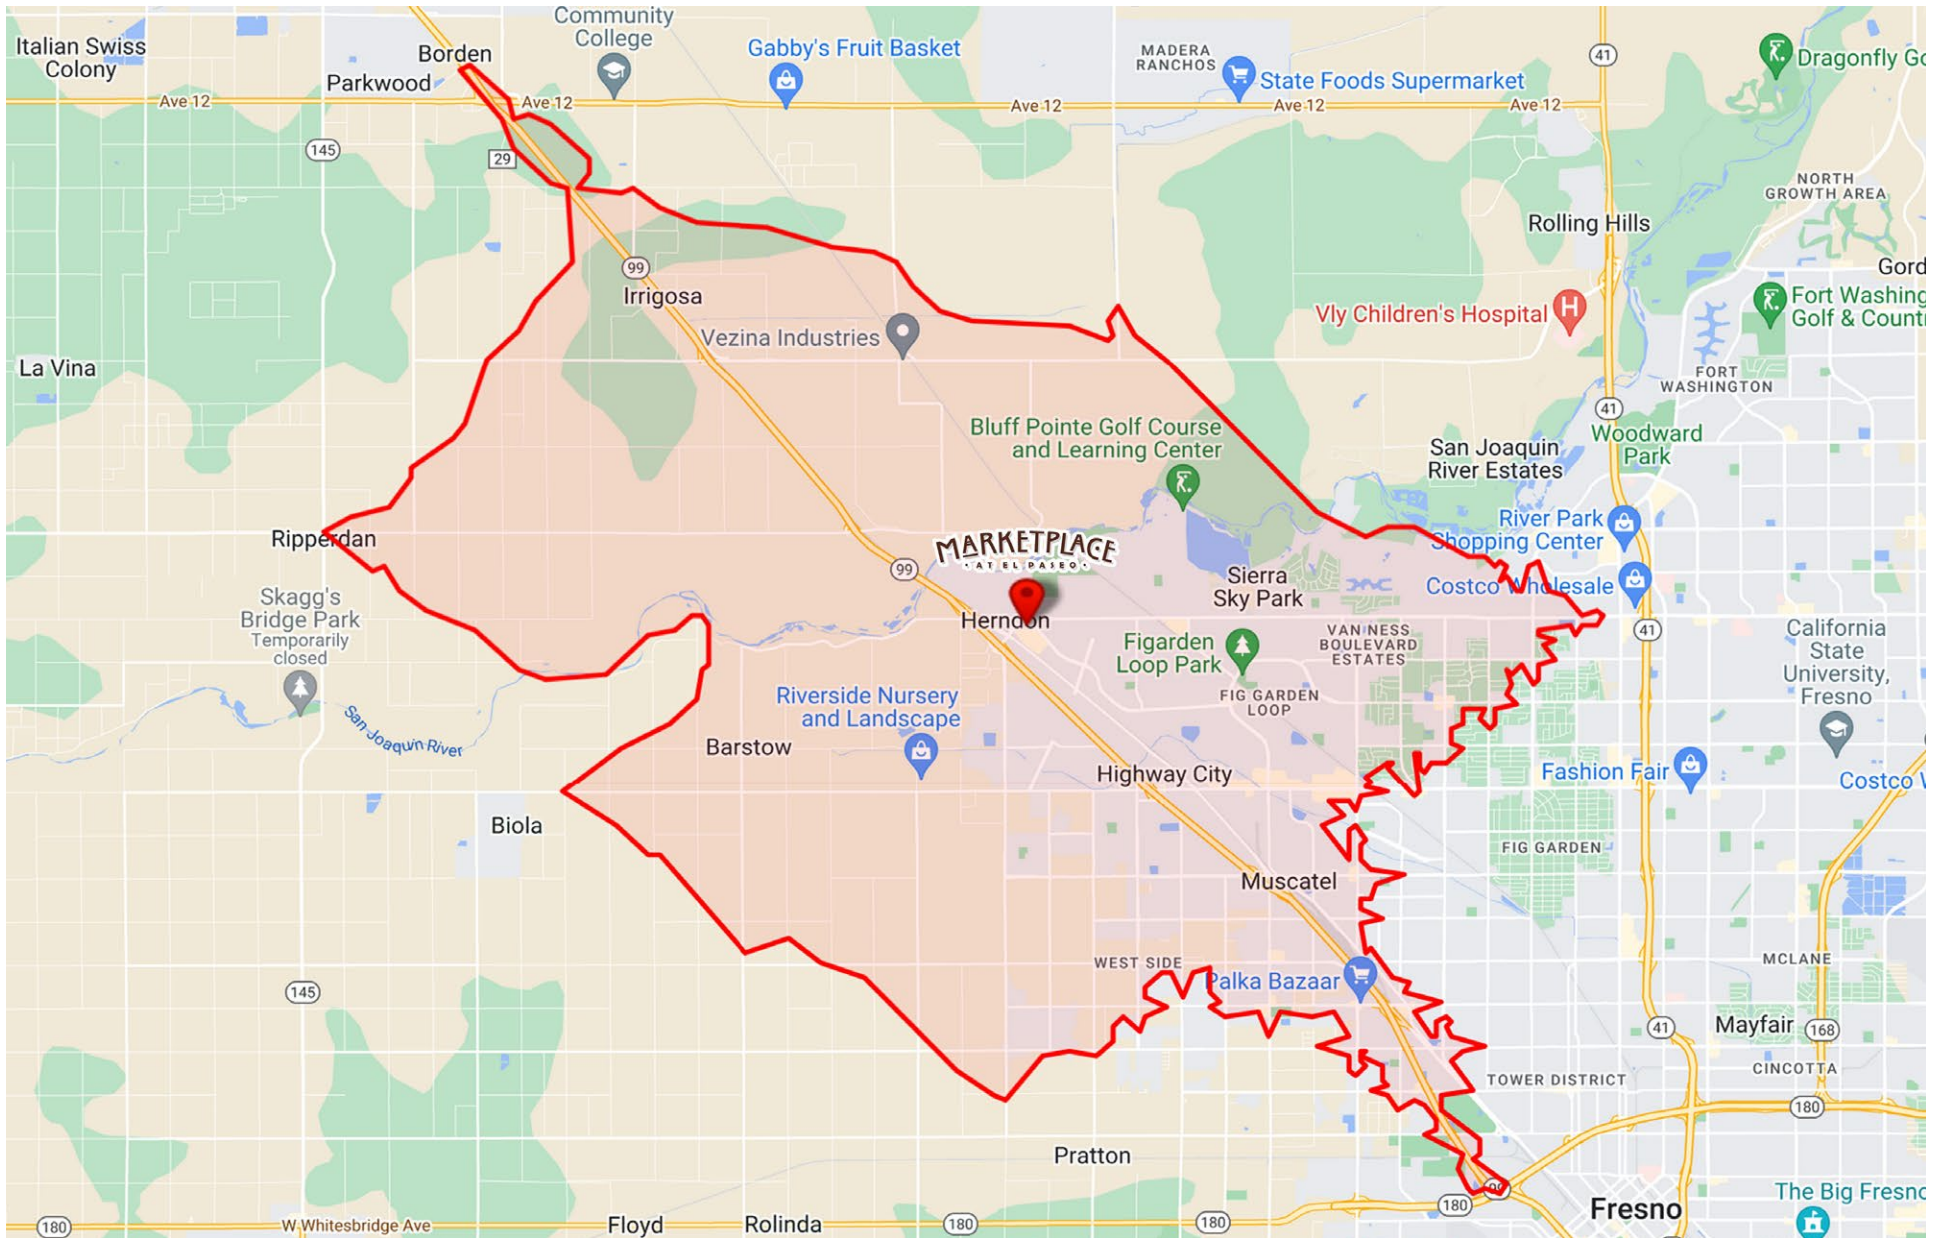 Italian Swiss
Colony
Borden
Parkwood
Community
College
Gabby's Fruit Basket
MADERA
RANCHOS
State Foods Supermarket
41
Dragonfly Go
Ave 12
Ave 12
Ave 12
Ave 12
Ave 12
145
29
NORTH
GROWTH AREA
Rolling Hills
Gord
99
Irrigosa
Vezina Industries
Vly Children's Hospital
H
Fort Washing
Golf & Countr
La Vina
FORT
WASHINGTON
41
Bluff Pointe Golf Course
and Learning Center
San Joaquin
River Estates
Woodward
Park
Ripperdan
MARKETPLACE
• AT EL PASEO •
River Park
Shopping Center
99
Sierra
Sky Park
Costco Wholesale
Skagg's
Bridge Park
Temporarily
closed
Herndon
Figarden
Loop Park
VAN NESS
BOULEVARD
ESTATES
41
California
State
University,
Fresno
FIG GARDEN
LOOP
Riverside Nursery
and Landscape
San Joaquin River
Barstow
Highway City
Fashion Fair
Costco W
Biola
FIG GARDEN
Muscatel
WEST SIDE
Palka Bazaar
MCLANE
145
41
Mayfair
168
CINCOTTA
TOWER DISTRICT
180
Pratton
99
180
The Big Fresno
Fresno
180
W Whitesbridge Ave
Floyd
Rolinda
180
180